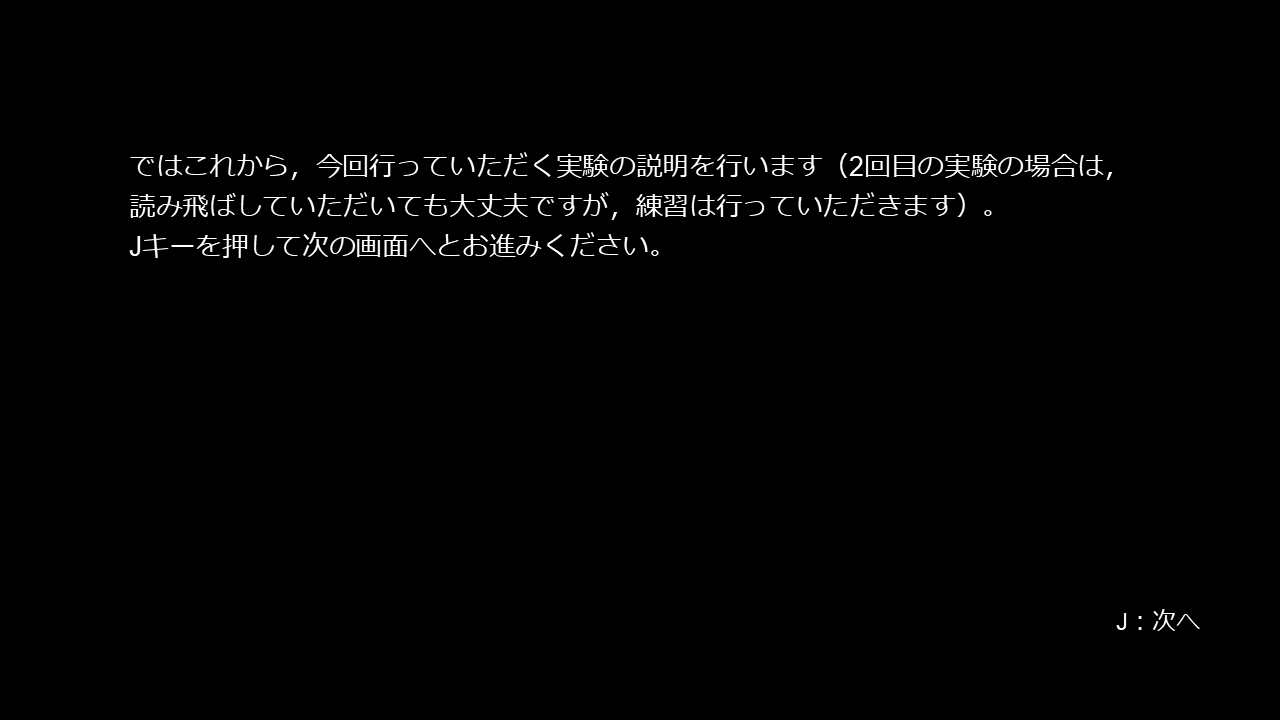 ではこれから，今回行っていただく実験の説明を行います（2回目の実験の場合は，
読み飛ばしていただいても大丈夫ですが，練習は行っていただきます）。
Jキーを押して次の画面へとお進みください。
J：次へ